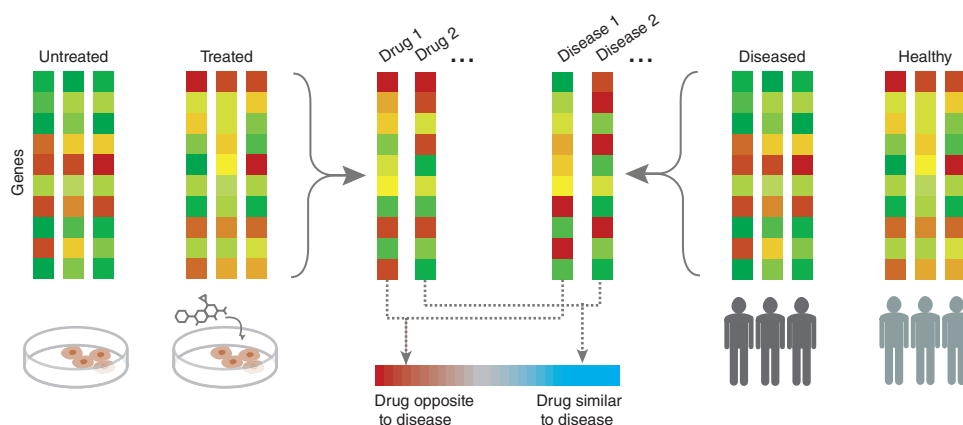 Untreated
Treated
Drug 1
Drug 2
...
Disease 1
Disease 2
...
Diseased
Healthy
Genes
Drug opposite
to disease
Drug similar
to disease